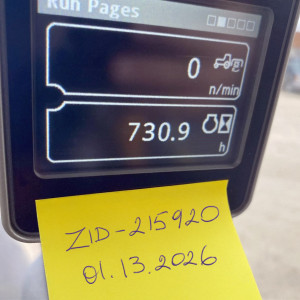 Run Pages
0
n/min
730.9
h
ZID-215920
01.13.2026